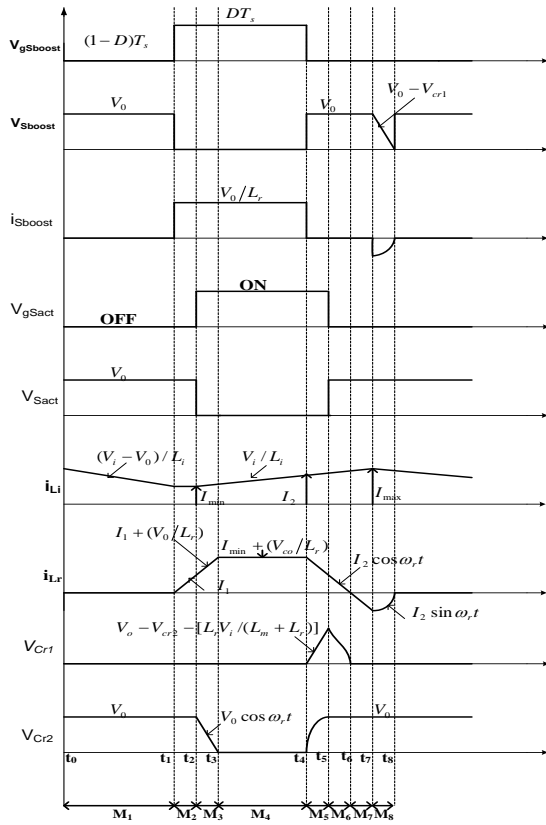 DT_s
V_gSboost
(1−D)T_s
V_0
V_0
V_0 − V_cr1
V_Sboost
V_0/L_r
i_Sboost
ON
V_gSact
OFF
V_0
V_Sact
(V_i − V_0)/L_i
V_i/L_i
i_Li
I_min
I_2
I_max
I_1 + (V_0/L_r)
I_min + (V_co/L_r)
I_2 cos ω_r t
i_Lr
I_1
I_2 sin ω_r t
V_o − V_cr2 − [L_r V_i/(L_m + L_r)]
V_Cr1
V_0
V_0 cos ω_r t
V_0
V_Cr2
t_0 t_1 t_2 t_3 t_4 t_5 t_6 t_7 t_8
M_1 M_2 M_3 M_4 M_5 M_6 M_7 M_8